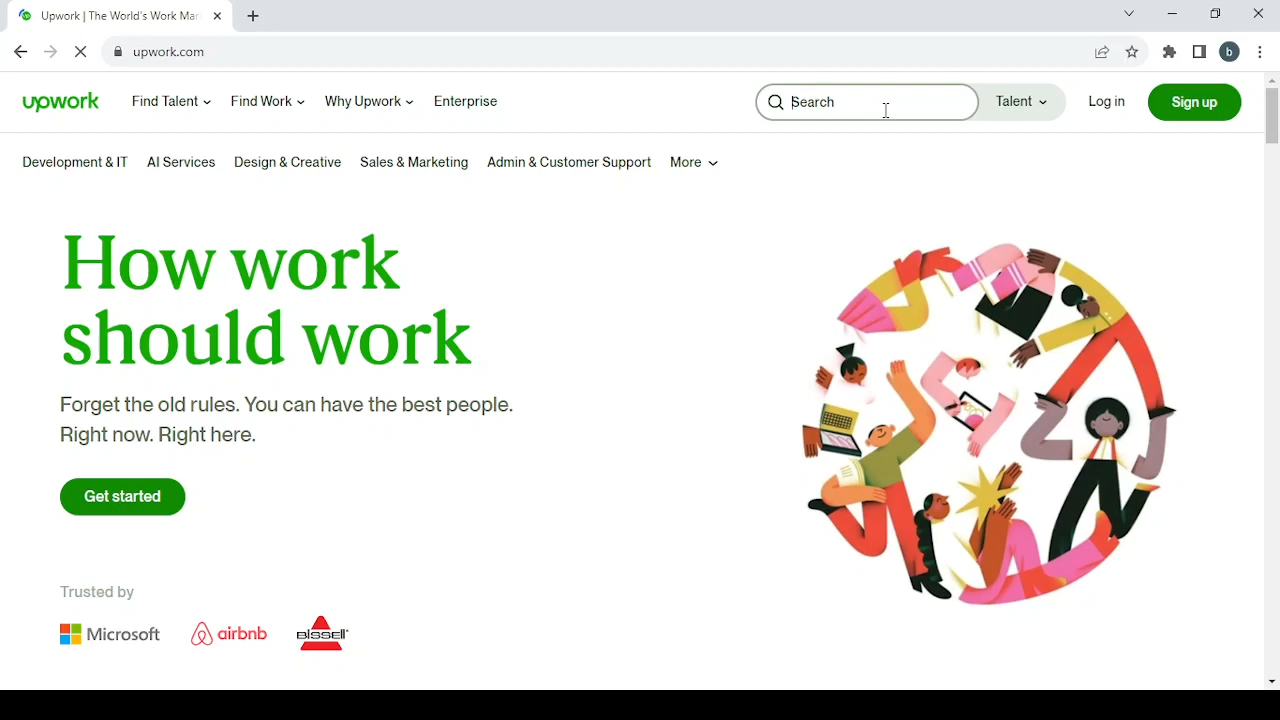 Upwork | The World's Work Mar
upwork.com
b
upwork
Find Talent
Find Work
Why Upwork
Enterprise
Search
Talent
Log in
Sign up
Development & IT
AI Services
Design & Creative
Sales & Marketing
Admin & Customer Support
More
How work
should work
Forget the old rules. You can have the best people.
Right now. Right here.
Get started
Trusted by
Microsoft
airbnb
BISSELL